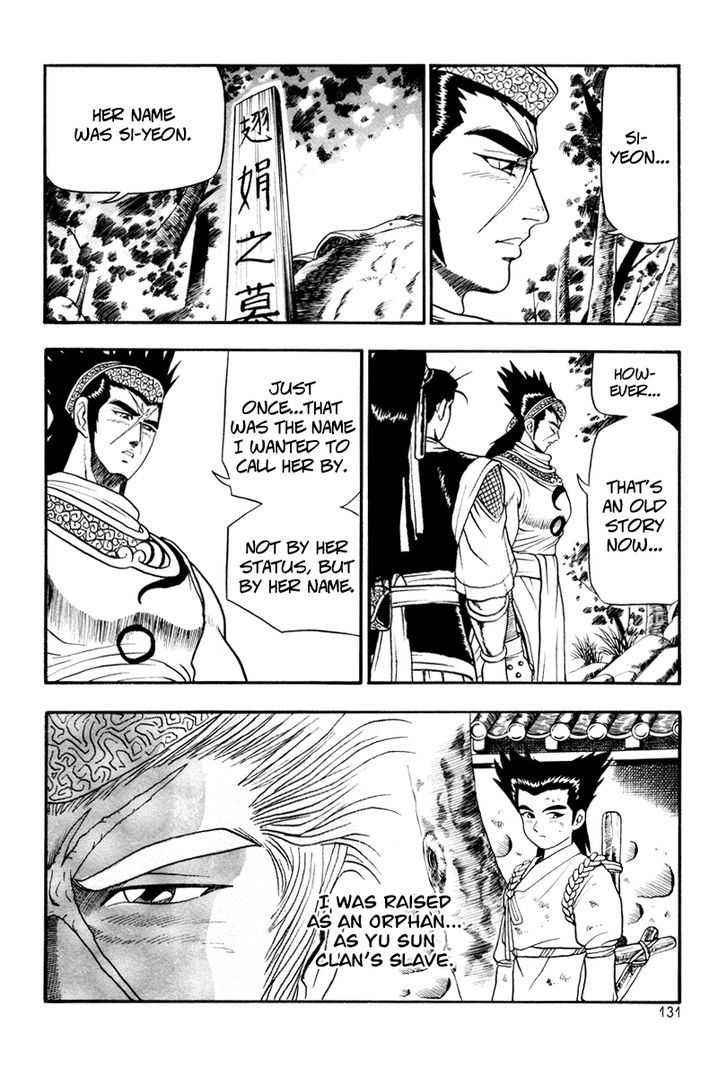 HER NAME
WAS SI-YEON.
翅
娟
之
墓
SI-
YEON...
JUST
ONCE...THAT
WAS THE NAME
I WANTED TO
CALL HER BY.
NOT BY HER
STATUS, BUT
BY HER NAME.
HOW-
EVER...
THAT'S
AN OLD
STORY
NOW...
I WAS RAISED
AS AN ORPHAN...
AS YU SUN
CLAN'S SLAVE.
131